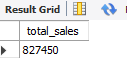 Result Grid
total_sales
827450